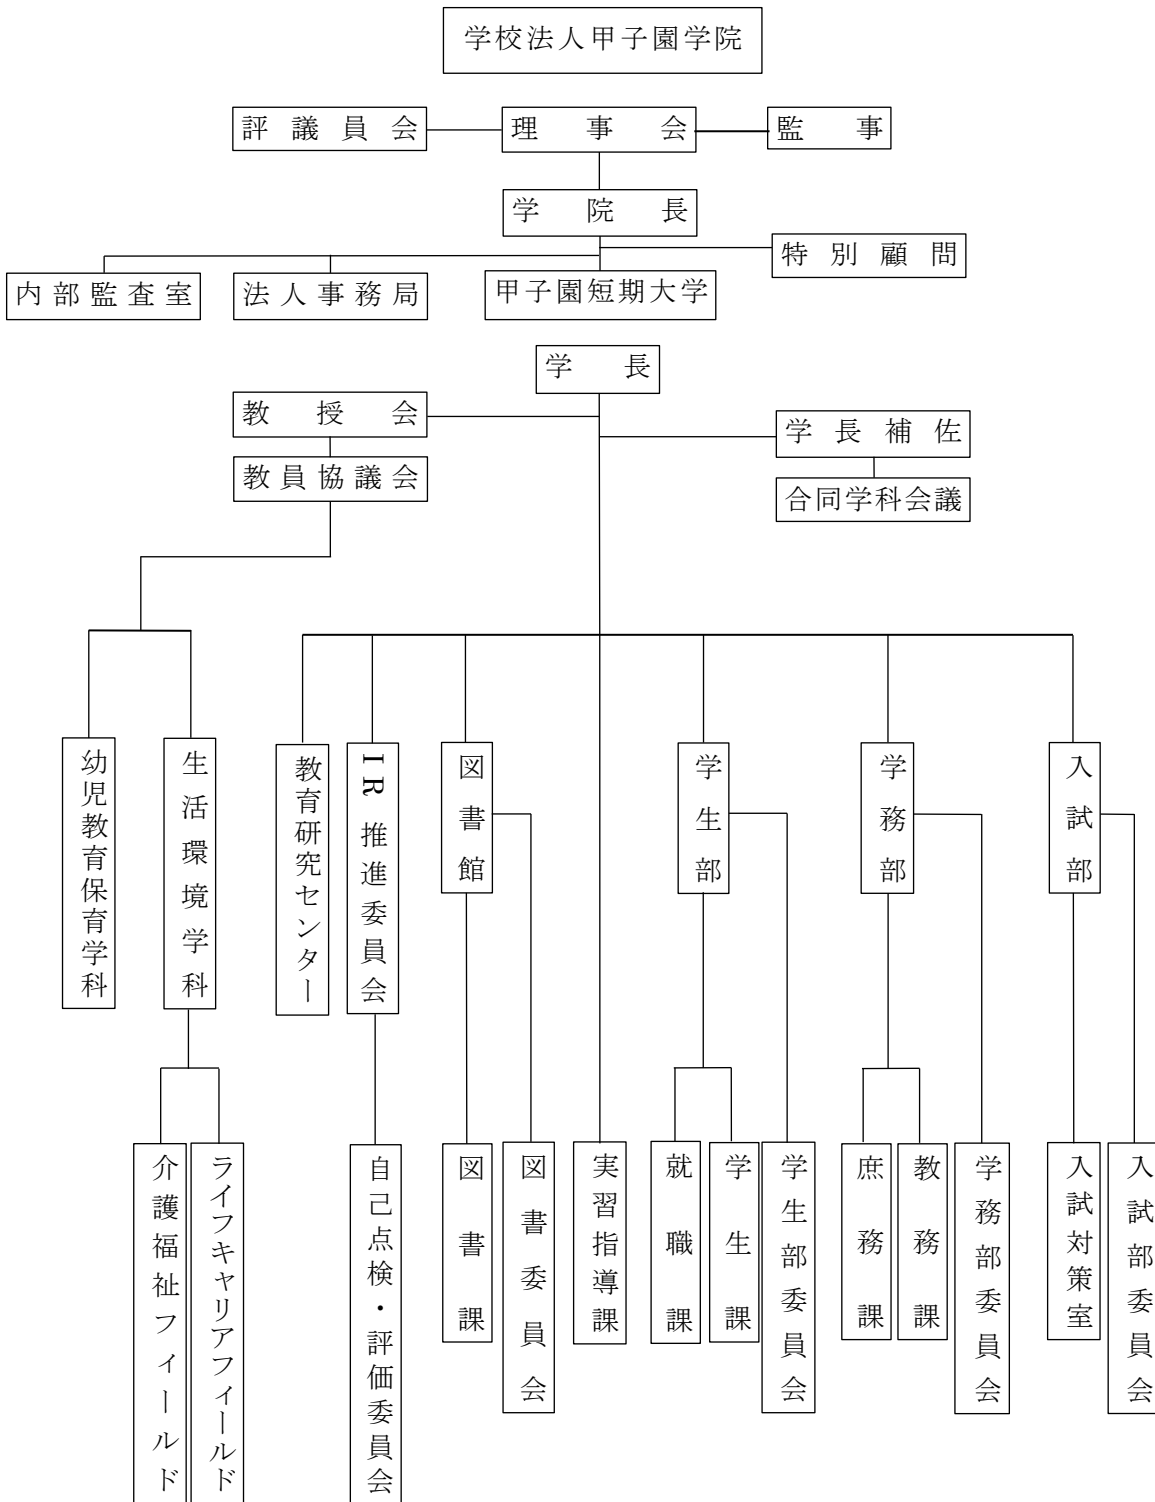 学校法人甲子園学院
評議員会
理事会
監事
学院長
特別顧問
内部監査室
法人事務局
甲子園短期大学
学長
教授会
学長補佐
教員協議会
合同学科会議
幼児教育保育学科
生活環境学科
教育研究センター
IR推進委員会
図書館
学生部
学務部
入試部
介護福祉フィールド
ライフキャリアフィールド
自己点検・評価委員会
図書課
図書委員会
実習指導課
就職課
学生課
学生部委員会
庶務課
教務課
学務部委員会
入試対策室
入試部委員会